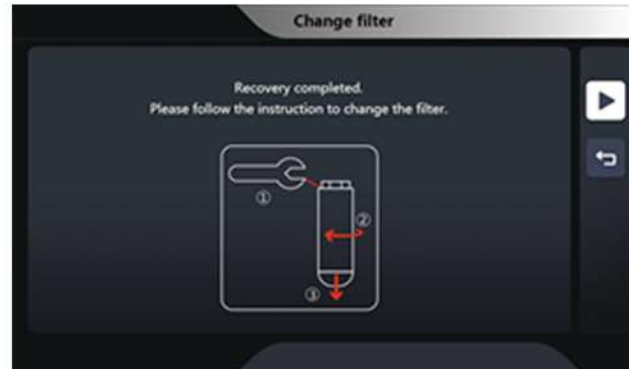 Change filter
Recovery completed.
Please follow the instruction to change the filter.
①
②
③